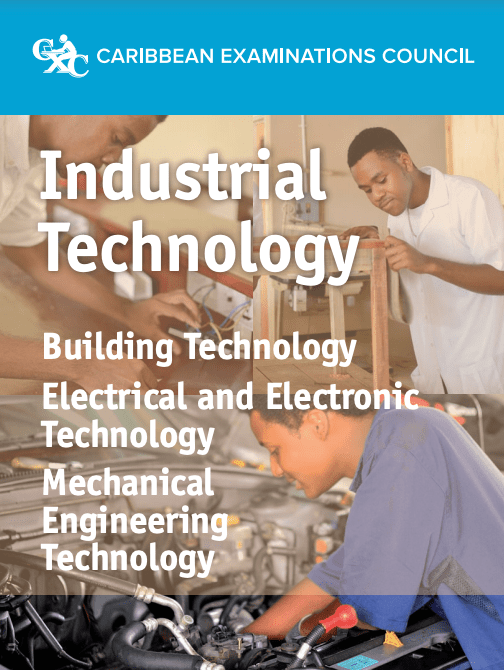 CXC CARIBBEAN EXAMINATIONS COUNCIL
Industrial
Technology
Building Technology
Electrical and Electronic
Technology
Mechanical
Engineering
Technology